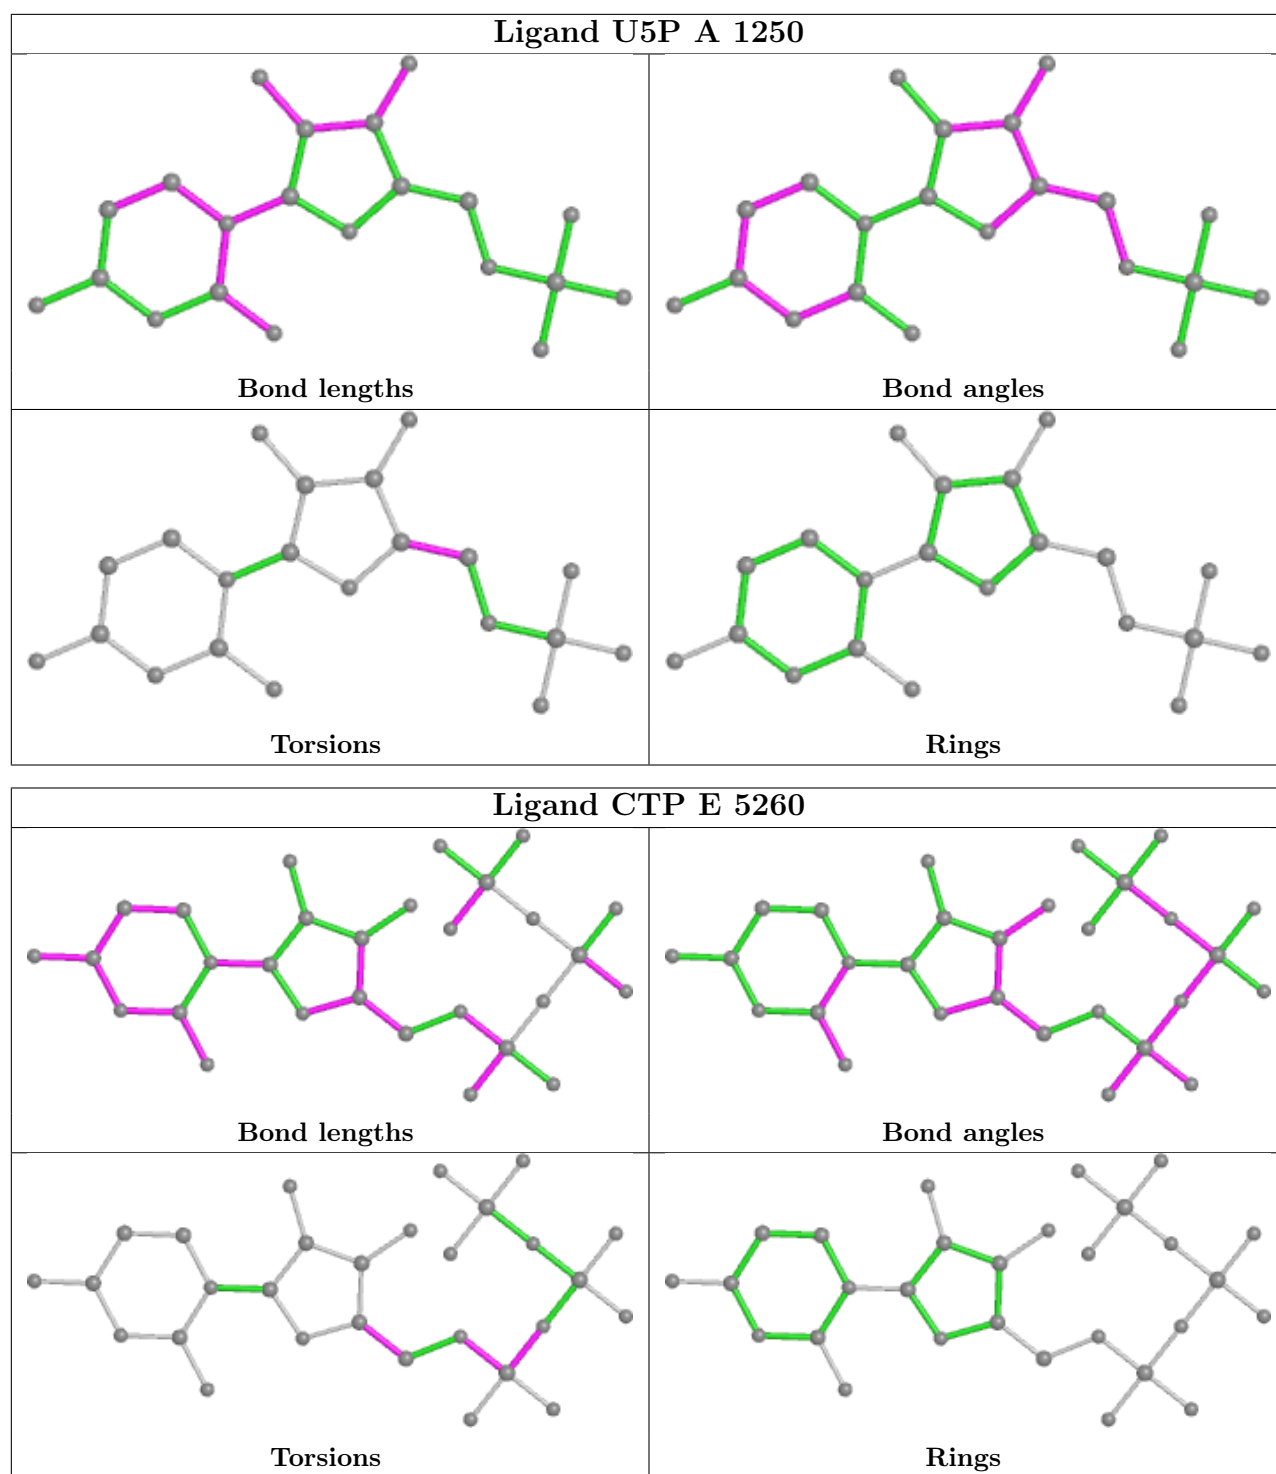 Ligand U5P A 1250
Bond lengths
Bond angles
Torsions
Rings
Ligand CTP E 5260
Bond lengths
Bond angles
Torsions
Rings